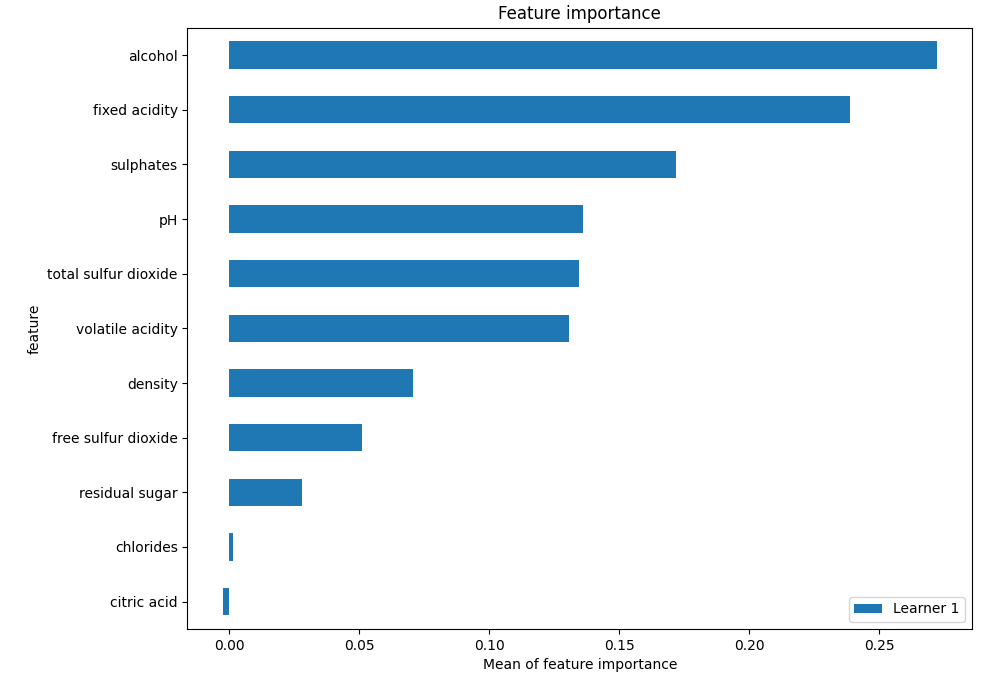 Feature importance
alcohol
fixed acidity
sulphates
pH
total sulfur dioxide
volatile acidity
density
free sulfur dioxide
residual sugar
chlorides
citric acid
feature
Learner 1
0.00 0.05 0.10 0.15 0.20 0.25
Mean of feature importance